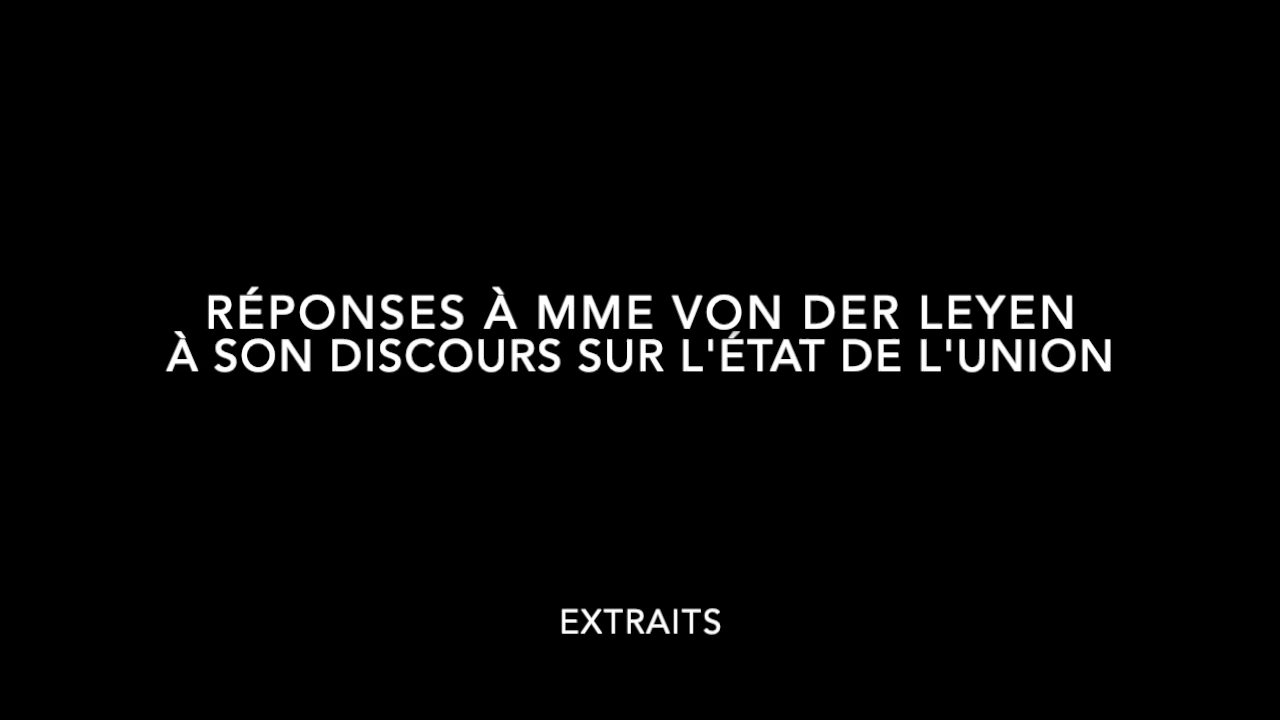 RÉPONSES À MME VON DER LEYEN
À SON DISCOURS SUR L'ÉTAT DE L'UNION
EXTRAITS